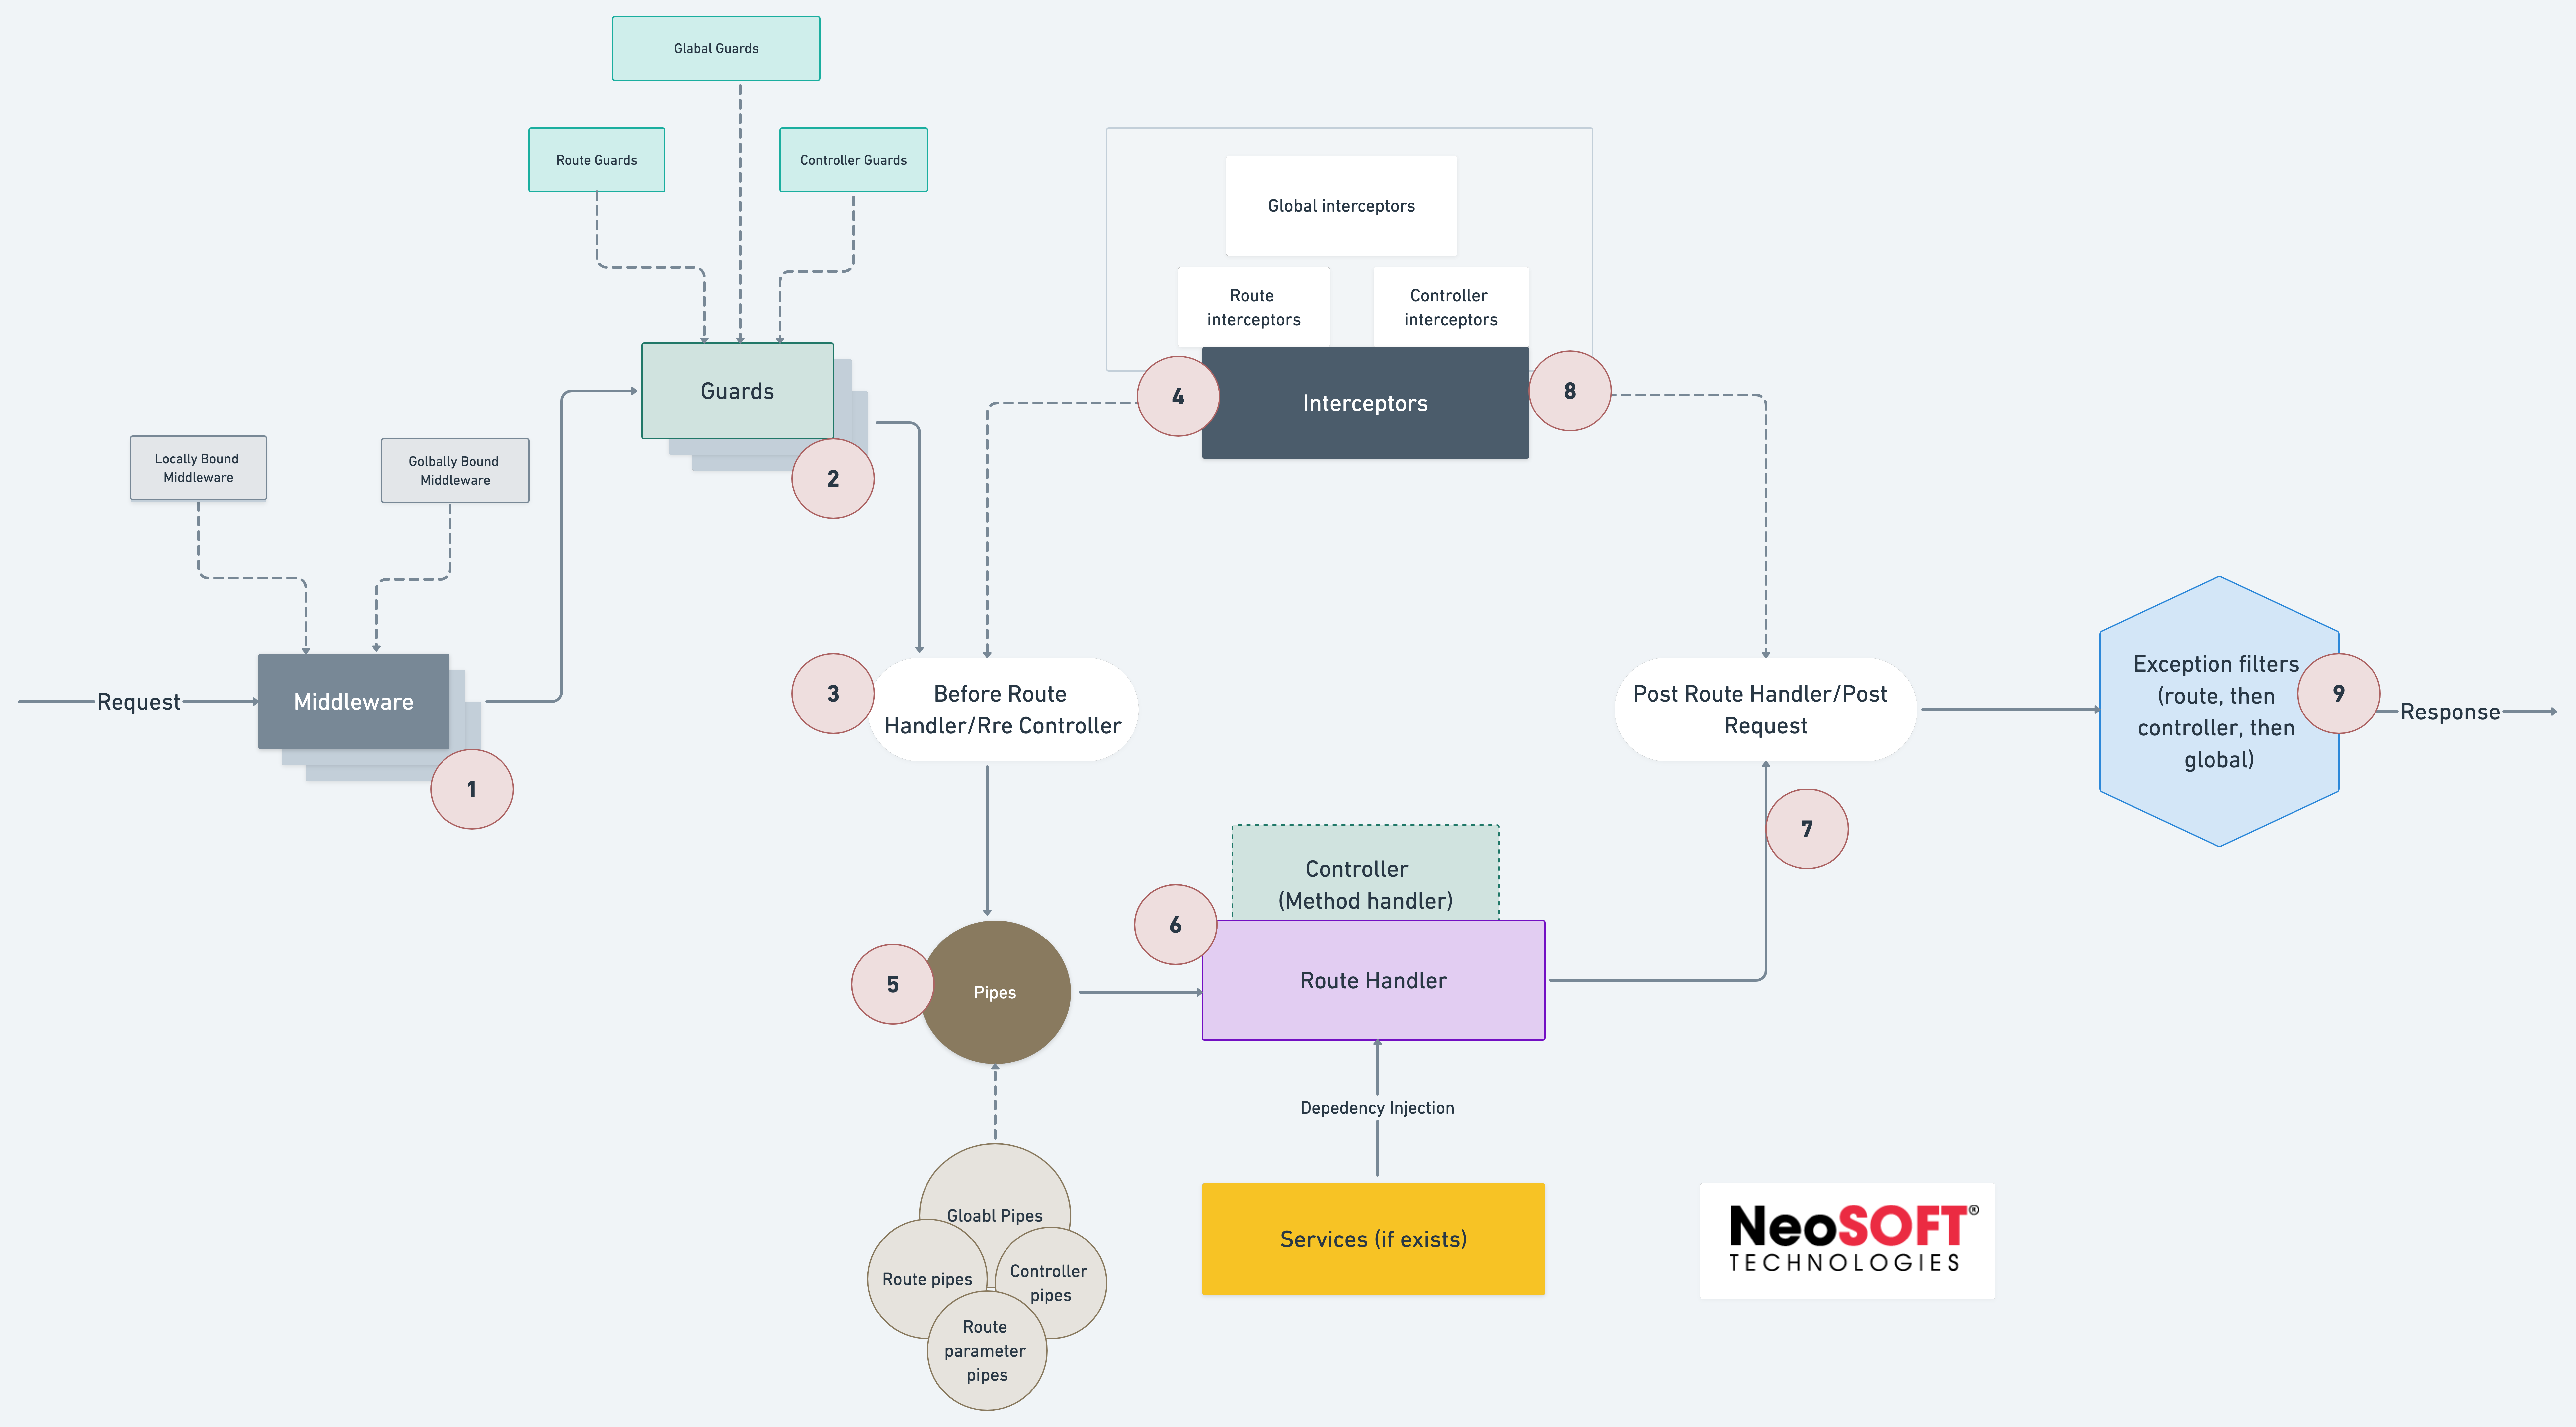 Glabal Guards
Route Guards
Controller Guards
Global interceptors
Route
interceptors
Controller
interceptors
Guards
4
Interceptors
8
2
Locally Bound
Middleware
Golbally Bound
Middleware
Request
Middleware
1
3
Before Route
Handler/Rre Controller
Post Route Handler/Post
Request
Exception filters
(route, then
controller, then
global)
9
Response
7
Controller
(Method handler)
6
Route Handler
5
Pipes
Depedency Injection
Services (if exists)
Gloabl Pipes
Route pipes
Controller
pipes
Route
parameter
pipes
NeoSOFT®
TECHNOLOGIES